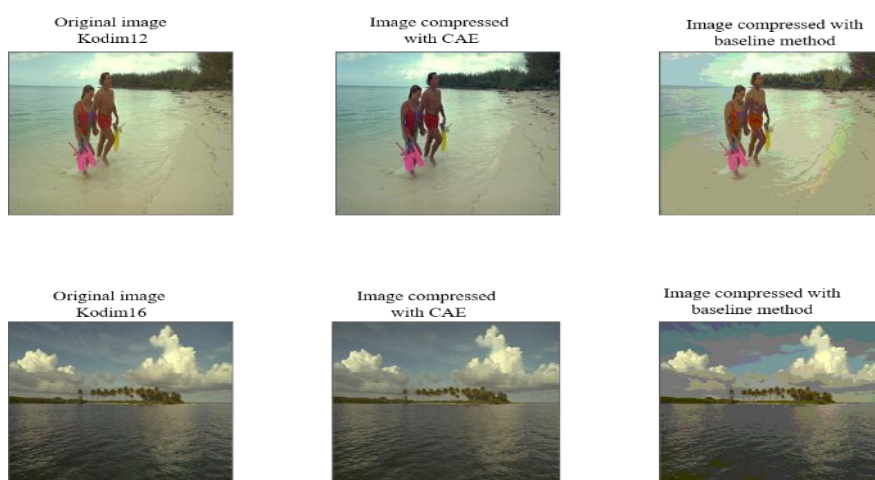 Original image
Kodim12
Image compressed
with CAE
Image compressed with
baseline method
Original image
Kodim16
Image compressed
with CAE
Image compressed with
baseline method